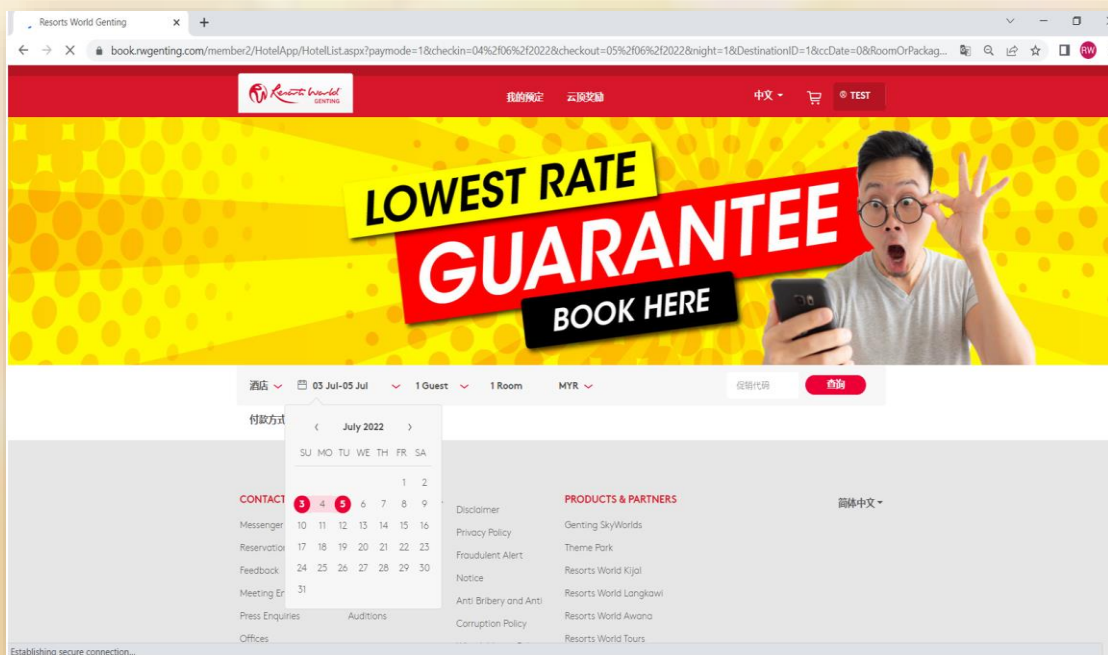 Resorts World Genting
book.rwgenting.com/member2/HotelApp/HotelList.aspx?paymode=1&checkin=04%2f06%2f2022&checkout=05%2f06%2f2022&night=1&DestinationID=1&ccDate=0&RoomOrPackag...
RW
Resorts World
GENTING
我的预定 云顶奖励 中文 TEST
LOWEST RATE
GUARANTEE
BOOK HERE
酒店 03 Jul-05 Jul 1 Guest 1 Room MYR 促销代码 查询
付款方式
July 2022
SU MO TU WE TH FR SA
1 2
3 4 5 6 7 8 9
10 11 12 13 14 15 16
17 18 19 20 21 22 23
24 25 26 27 28 29 30
31
CONTACT
Messenger
Reservation
Feedback
Meeting En
Press Enquiries
Offices
Auditions
Disclaimer
Privacy Policy
Fraudulent Alert
Notice
Anti Bribery and Anti
Corruption Policy
PRODUCTS & PARTNERS
Genting SkyWorlds
Theme Park
Resorts World Kijal
Resorts World Langkawi
Resorts World Awana
Resorts World Tours
简体中文
Establishing secure connection...